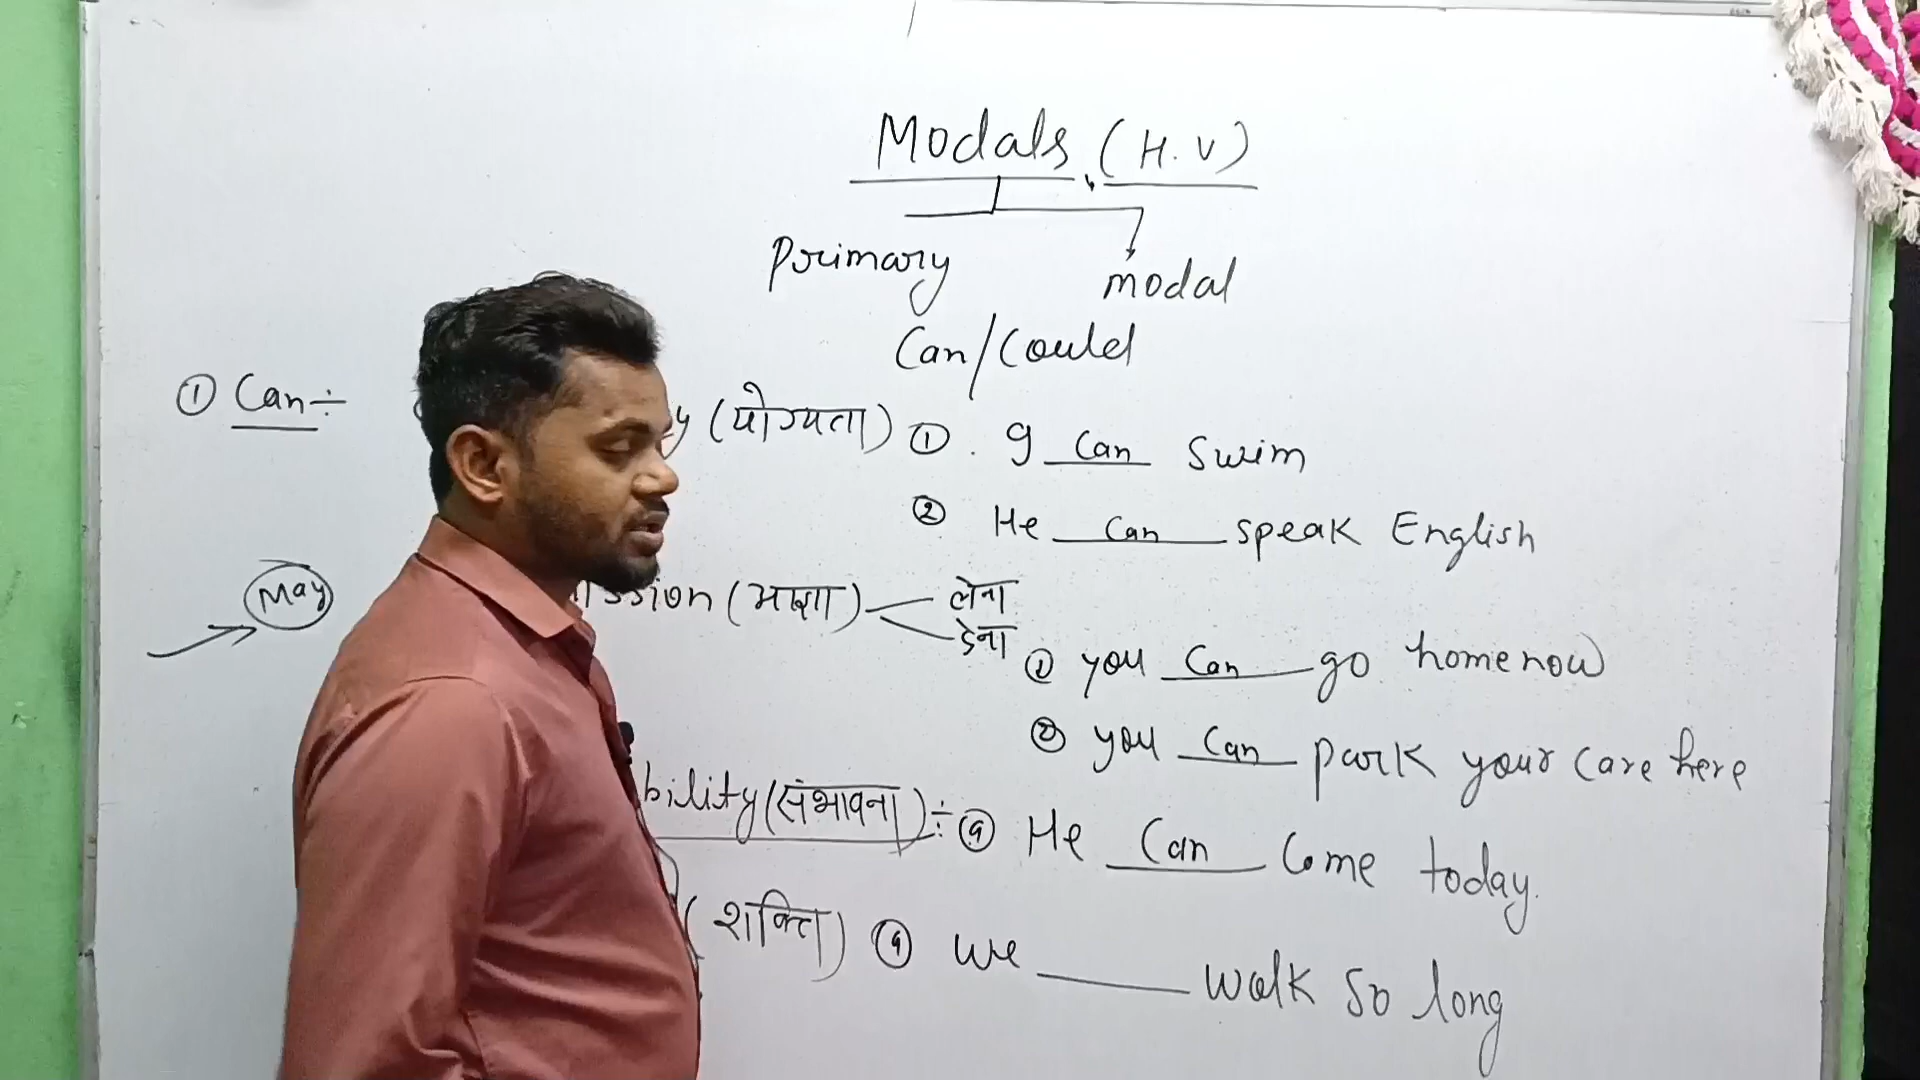 Modals (H.V)
Primary
modal
Can/Could
① Can ÷
(योग्यता) ① . I Can Swim
② He Can speak English
May
(आज्ञा)
लेना
देना
① you Can go home now
② you Can park your care here
(संभावना) ÷ ① He Can Come today.
(शक्ति) ① we ____ walk so long